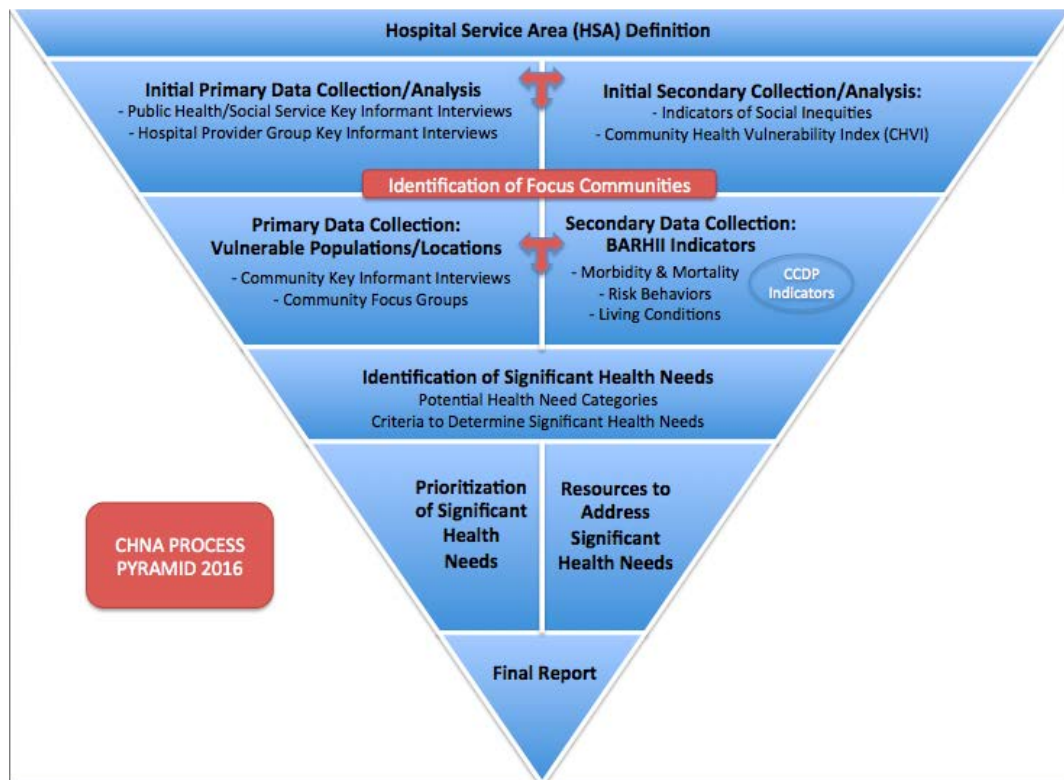 Hospital Service Area (HSA) Definition
Initial Primary Data Collection/Analysis
- Public Health/Social Service Key Informant Interviews
- Hospital Provider Group Key Informant Interviews
Initial Secondary Collection/Analysis:
- Indicators of Social Inequities
- Community Health Vulnerability Index (CHVI)
Identification of Focus Communities
Primary Data Collection:
Vulnerable Populations/Locations
- Community Key Informant Interviews
- Community Focus Groups
Secondary Data Collection:
BARHII Indicators
- Morbidity & Mortality
- Risk Behaviors
- Living Conditions
CCDP
Indicators
Identification of Significant Health Needs
Potential Health Need Categories
Criteria to Determine Significant Health Needs
Prioritization
of Significant
Health
Needs
Resources to
Address
Significant
Health Needs
CHNA PROCESS
PYRAMID 2016
Final Report